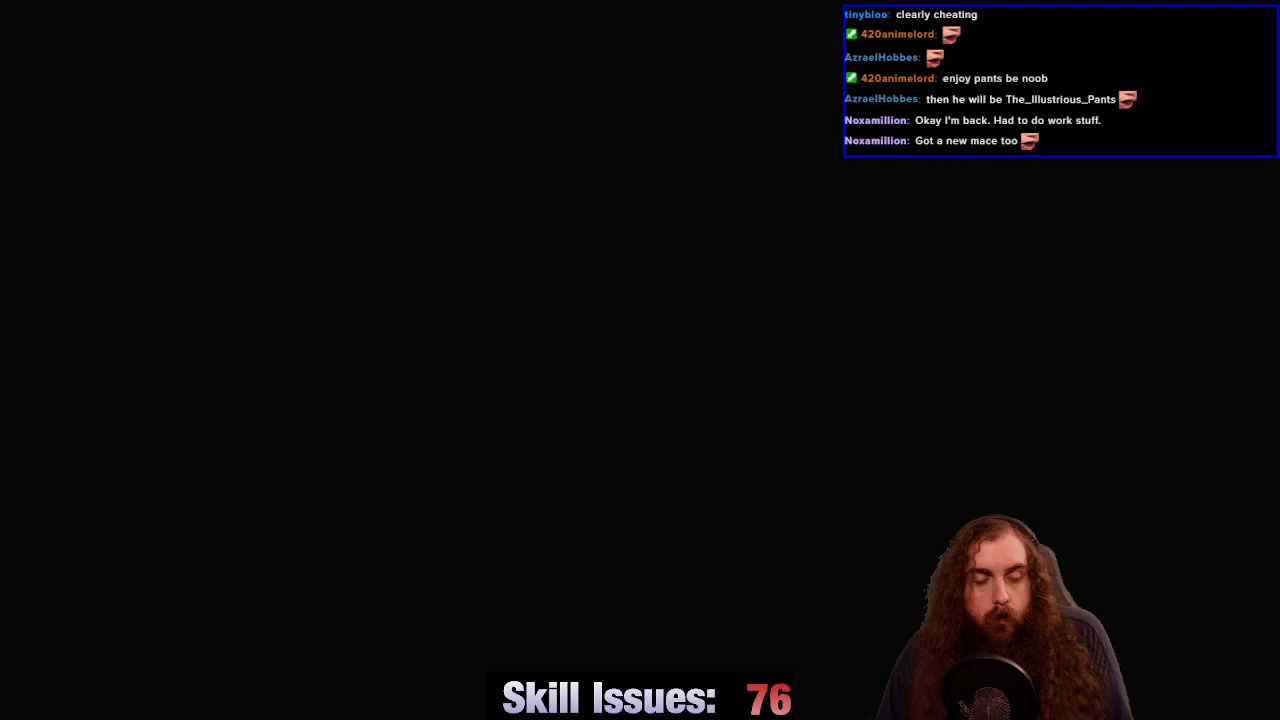 tinybloo: clearly cheating
420animelord:
AzraelHobbes:
420animelord: enjoy pants be noob
AzraelHobbes: then he will be The_Illustrious_Pants
Noxamillion: Okay I'm back. Had to do work stuff.
Noxamillion: Got a new mace too
Skill Issues: 76